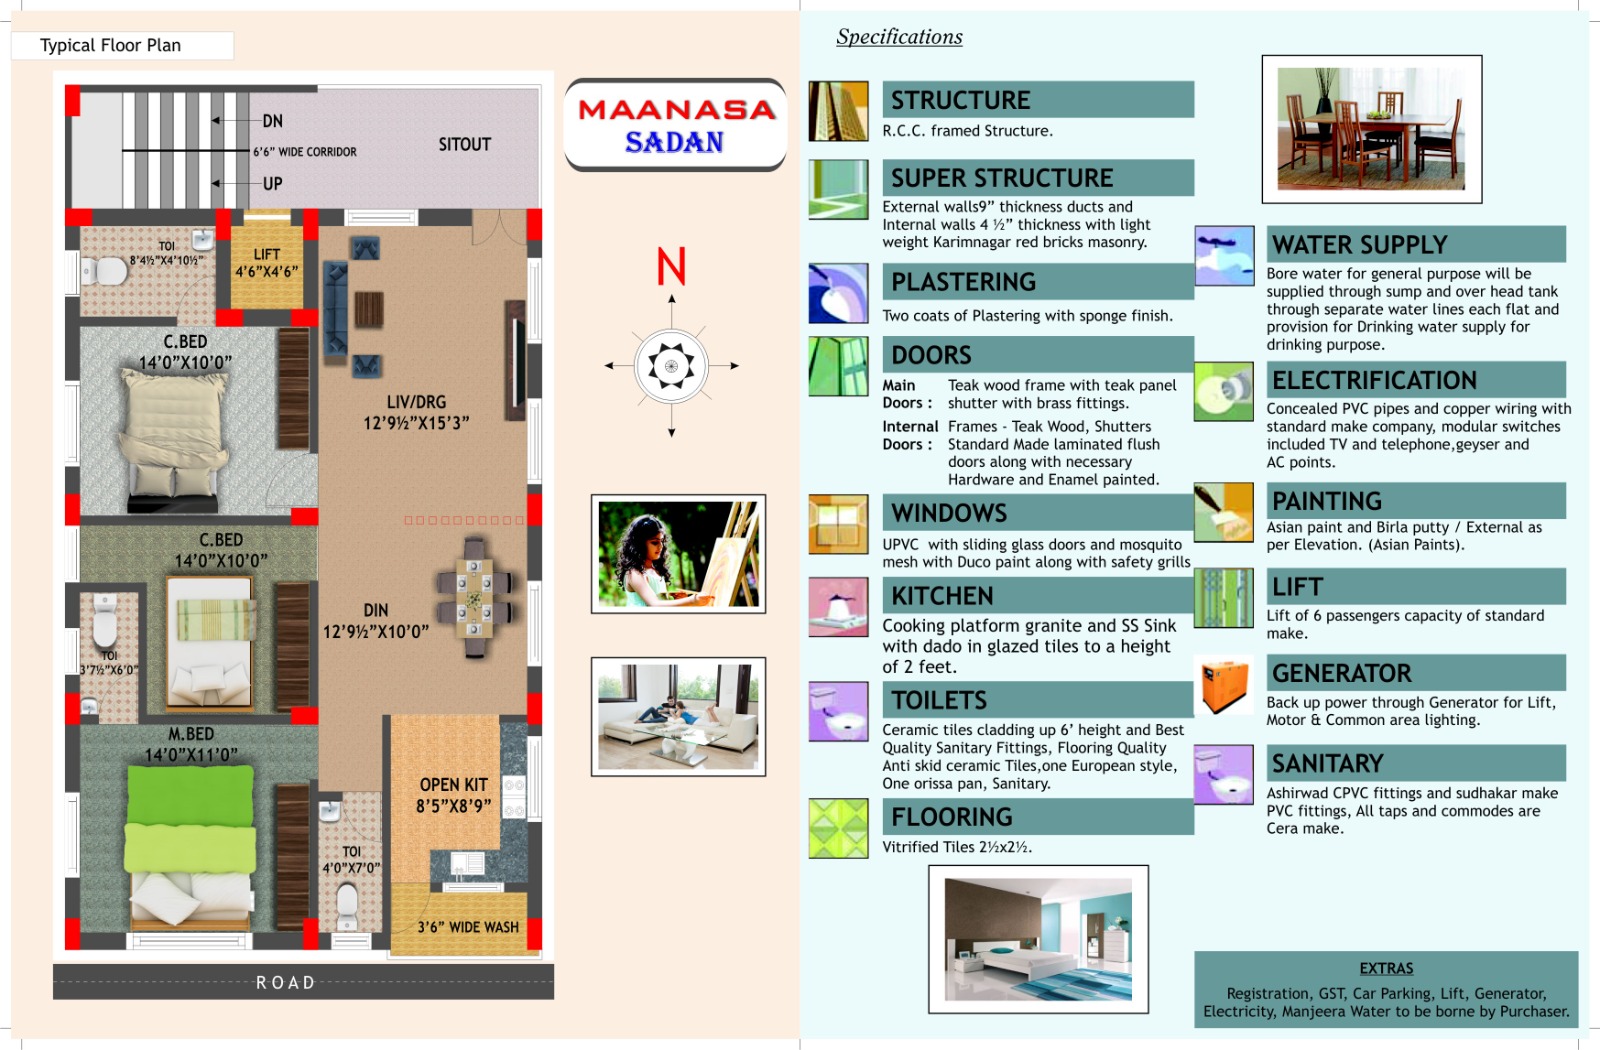 Typical Floor Plan
DN
6’6” WIDE CORRIDOR
UP
SITOUT
TOI
8’4½”X4’10½”
LIFT
4’6”X4’6”
C.BED
14’0”X10’0”
LIV/DRG
12’9½”X15’3”
C.BED
14’0”X10’0”
DIN
12’9½”X10’0”
TOI
3’7½”X6’0”
M.BED
14’0”X11’0”
OPEN KIT
8’5”X8’9”
TOI
4’0”X7’0”
3’6” WIDE WASH
ROAD
MAANASA
SADAN
N
Specifications
STRUCTURE
R.C.C. framed Structure.
SUPER STRUCTURE
External walls9” thickness ducts and
Internal walls 4 ½” thickness with light
weight Karimnagar red bricks masonry.
PLASTERING
Two coats of Plastering with sponge finish.
DOORS
Main Doors : Teak wood frame with teak panel
shutter with brass fittings.
Internal Doors : Frames - Teak Wood, Shutters
Standard Made laminated flush
doors along with necessary
Hardware and Enamel painted.
WINDOWS
UPVC with sliding glass doors and mosquito
mesh with Duco paint along with safety grills
KITCHEN
Cooking platform granite and SS Sink
with dado in glazed tiles to a height
of 2 feet.
TOILETS
Ceramic tiles cladding up 6’ height and Best
Quality Sanitary Fittings, Flooring Quality
Anti skid ceramic Tiles,one European style,
One orissa pan, Sanitary.
FLOORING
Vitrified Tiles 2½x2½.
WATER SUPPLY
Bore water for general purpose will be
supplied through sump and over head tank
through separate water lines each flat and
provision for Drinking water supply for
drinking purpose.
ELECTRIFICATION
Concealed PVC pipes and copper wiring with
standard make company, modular switches
included TV and telephone,geyser and
AC points.
PAINTING
Asian paint and Birla putty / External as
per Elevation. (Asian Paints).
LIFT
Lift of 6 passengers capacity of standard
make.
GENERATOR
Back up power through Generator for Lift,
Motor & Common area lighting.
SANITARY
Ashirwad CPVC fittings and sudhakar make
PVC fittings, All taps and commodes are
Cera make.
EXTRAS
Registration, GST, Car Parking, Lift, Generator,
Electricity, Manjeera Water to be borne by Purchaser.